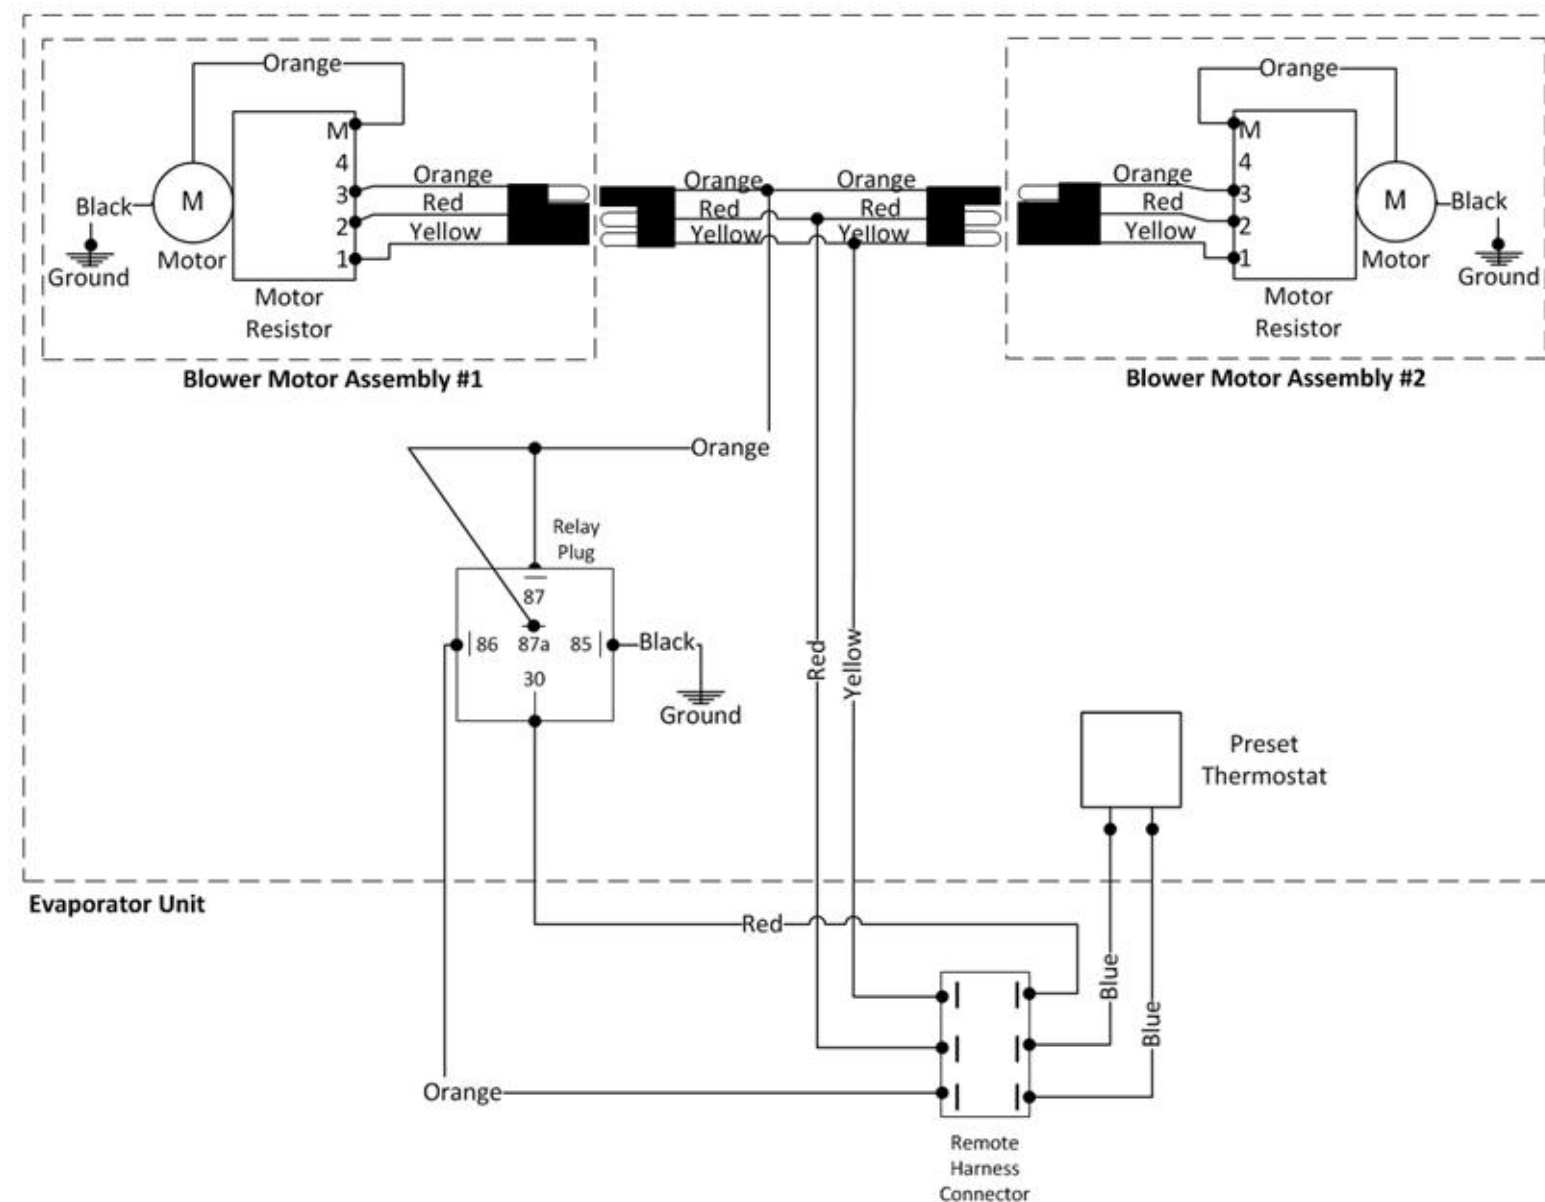 Orange
M
4
3
2
1
Orange
Red
Yellow
Black
M
Motor
Ground
Motor
Resistor
Blower Motor Assembly #1
Orange
Orange
Red
Red
Yellow
Yellow
Orange
M
4
3
2
1
Orange
Red
Yellow
M
Black
Motor
Ground
Motor
Resistor
Blower Motor Assembly #2
Orange
Relay
Plug
87
86
87a
85
30
Black
Ground
Red
Yellow
Preset
Thermostat
Evaporator Unit
Red
Blue
Blue
Orange
Remote
Harness
Connector